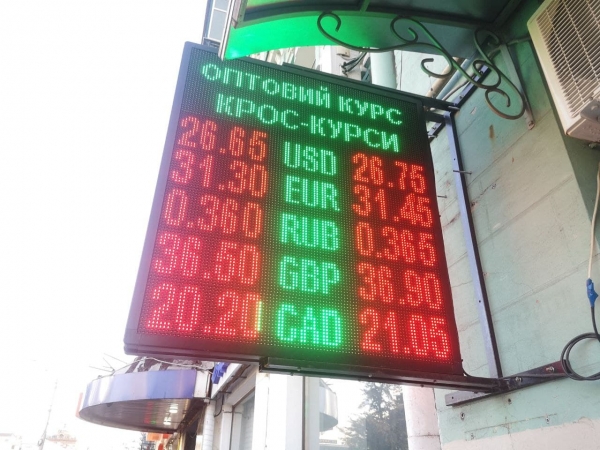 ОПТОВИЙ КУРС
КРОС-КУРСИ
26.65 USD 26.75
31.30 EUR 31.45
0.360 RUB 0.365
36.50 GBP 36.90
20.20 CAD 21.05